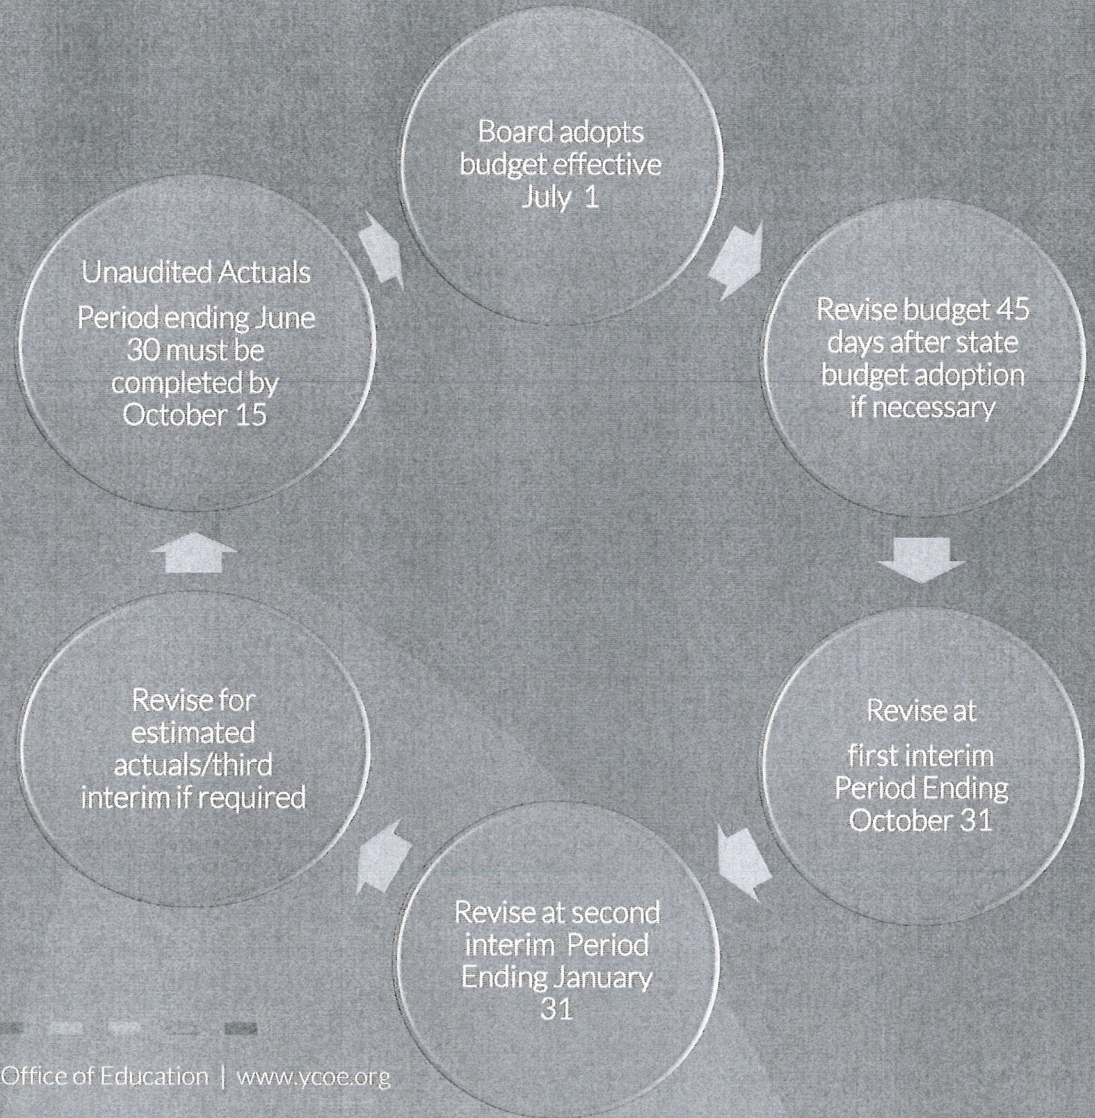 Board adopts
budget effective
July 1
Revise budget 45
days after state
budget adoption
if necessary
Revise at
first interim
Period Ending
October 31
Revise at second
interim Period
Ending January
31
Revise for
estimated
actuals/third
interim if required
Unaudited Actuals
Period ending June
30 must be
completed by
October 15
Office of Education | www.ycoe.org